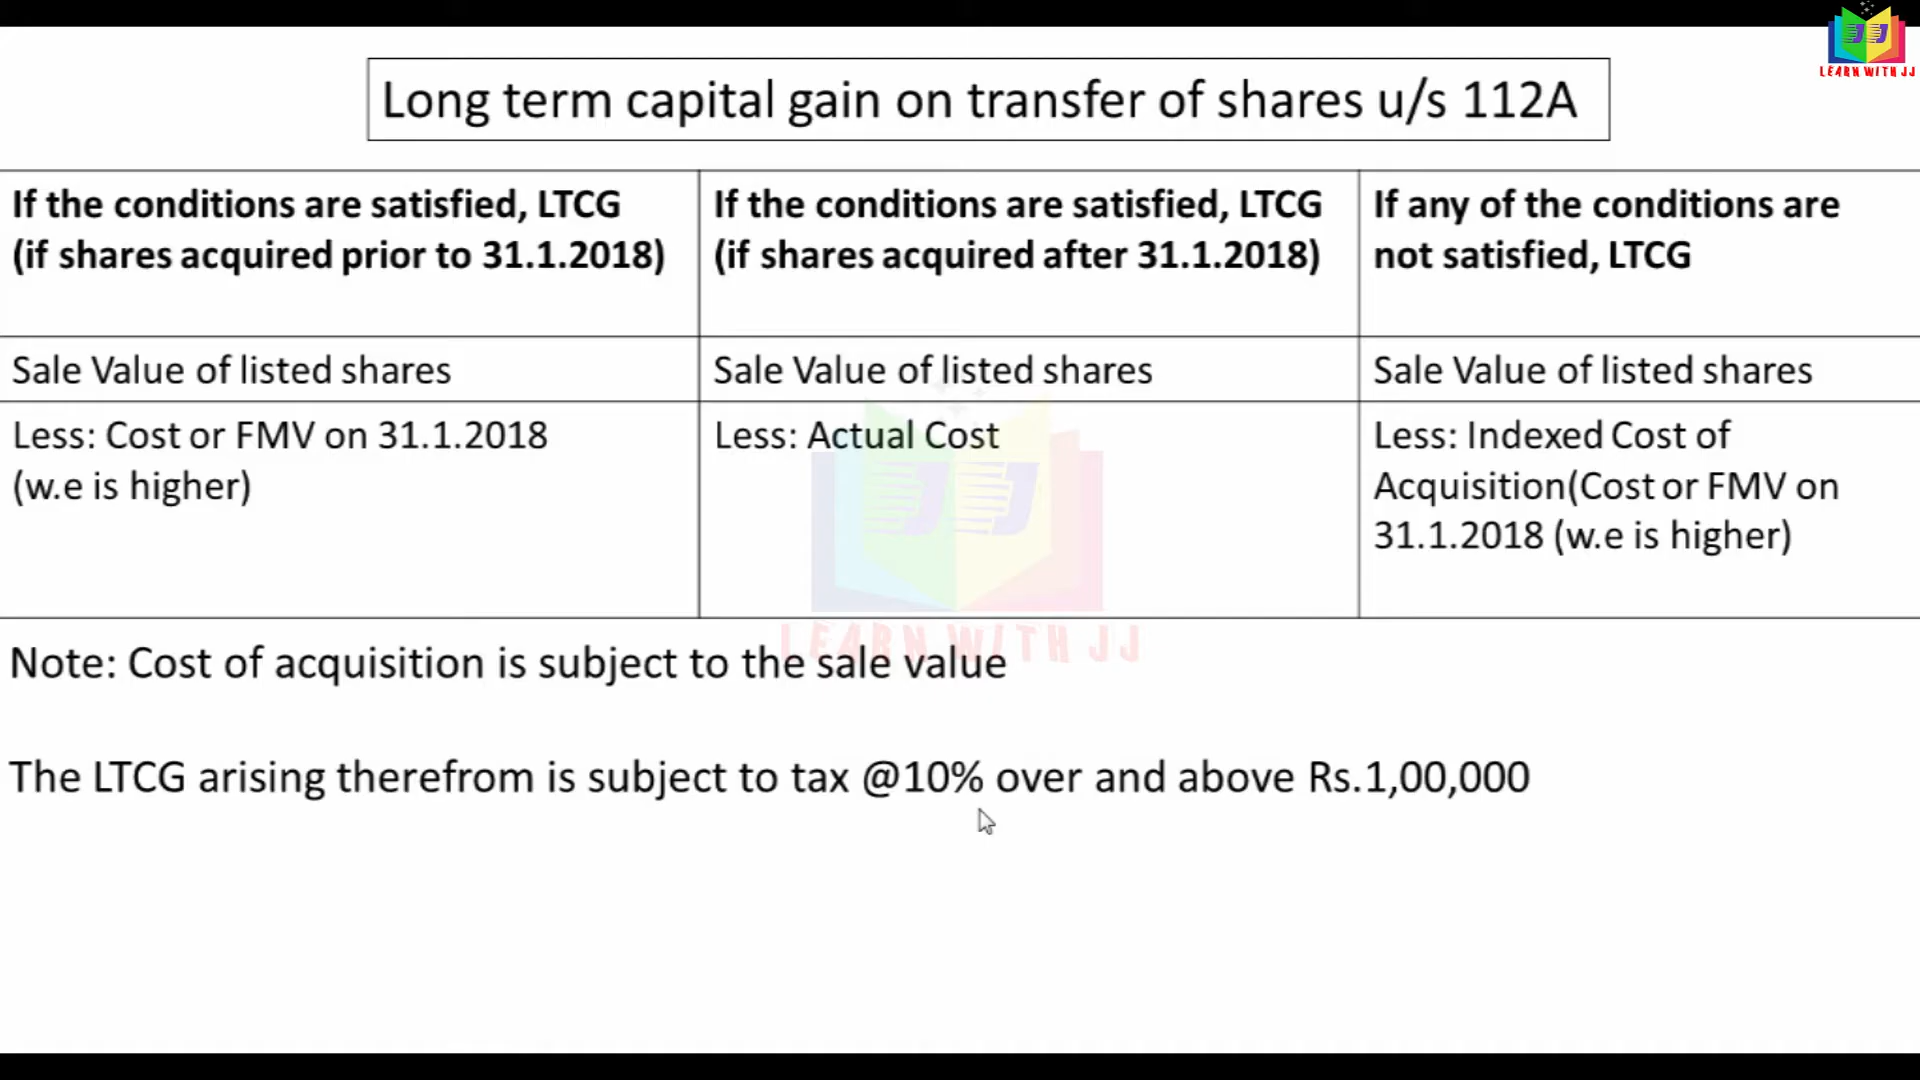 LEARN WITH JJ
Long term capital gain on transfer of shares u/s 112A
If the conditions are satisfied, LTCG
(if shares acquired prior to 31.1.2018)
If the conditions are satisfied, LTCG
(if shares acquired after 31.1.2018)
If any of the conditions are
not satisfied, LTCG
Sale Value of listed shares
Sale Value of listed shares
Sale Value of listed shares
Less: Cost or FMV on 31.1.2018
(w.e is higher)
Less: Actual Cost
Less: Indexed Cost of
Acquisition(Cost or FMV on
31.1.2018 (w.e is higher)
JJ
LEARN WITH JJ
Note: Cost of acquisition is subject to the sale value
The LTCG arising therefrom is subject to tax @10% over and above Rs.1,00,000